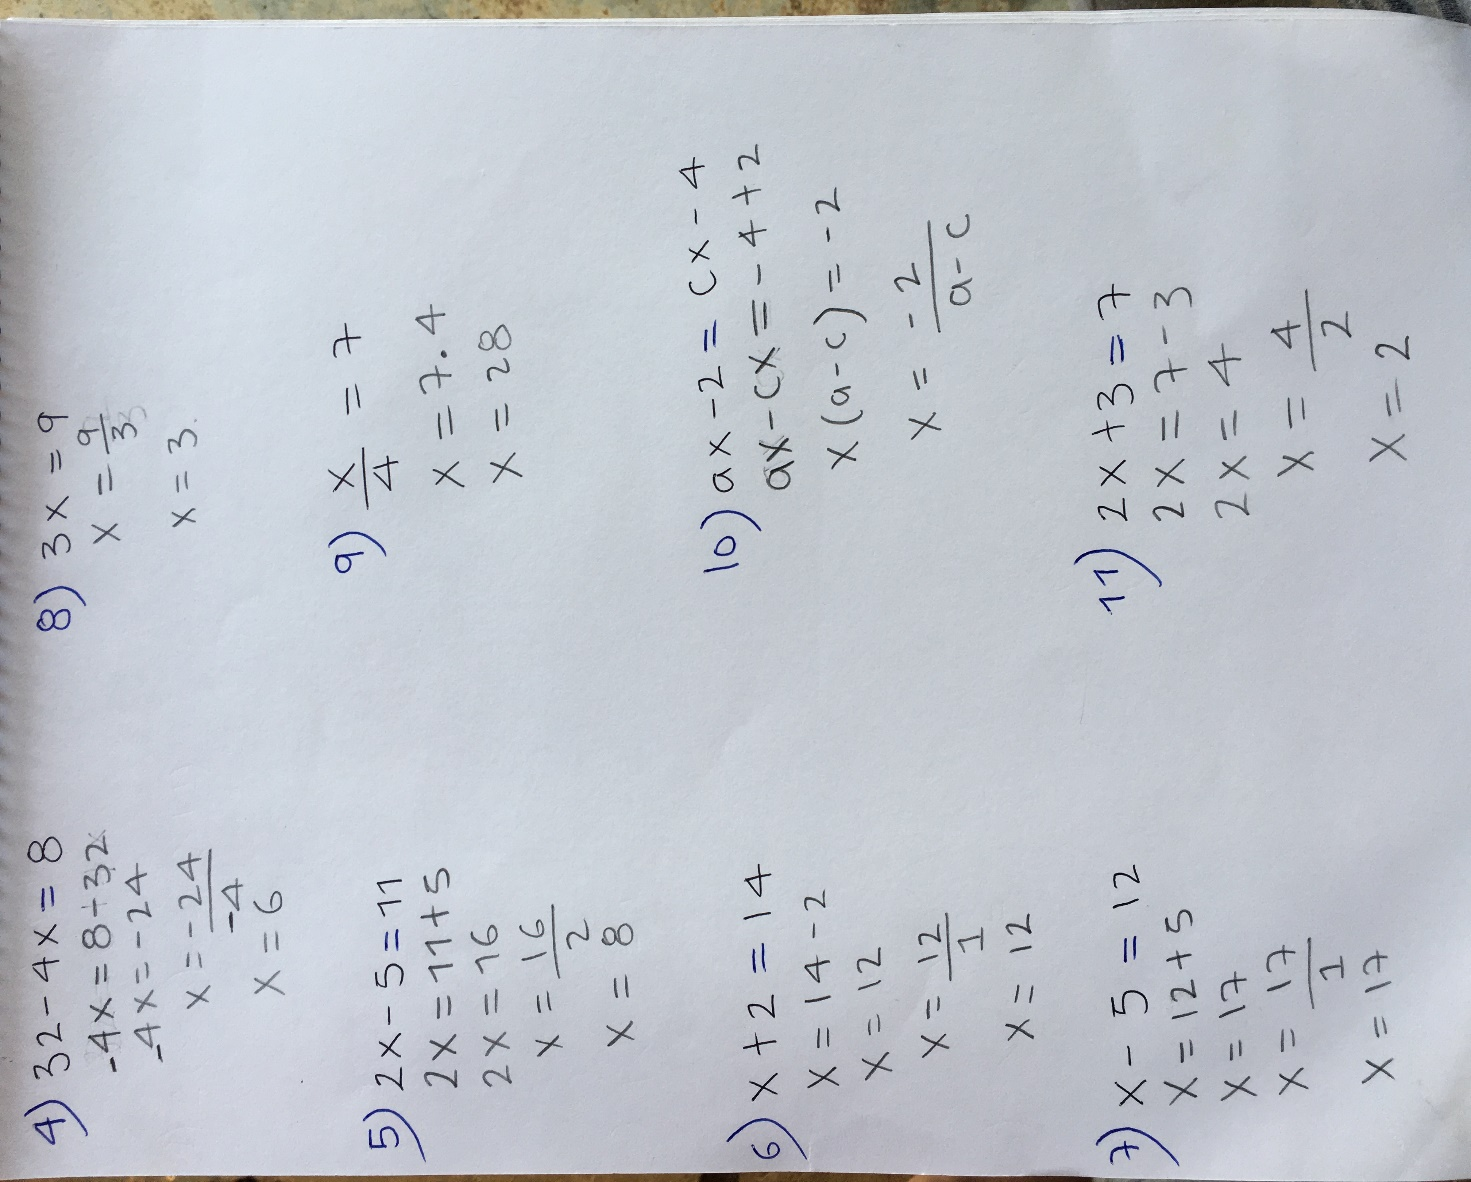 4) 32 - 4x = 8
-4x = 8+32
-4x = -24
x = -24/-4
x = 6
5) 2x - 5 = 11
2x = 11+5
2x = 16
x = 16/2
x = 8
6) x + 2 = 14
x = 14 - 2
x = 12
x = 12/1
x = 12
7) x - 5 = 12
x = 12+5
x = 17
x = 17/1
x = 17
8) 3x = 9
x = 9/3
x = 3.
9) x/4 = 7
x = 7.4
x = 28
10) ax - 2 = cx - 4
ax - cx = -4 + 2
x (a-c) = -2
x = -2/a-c
11) 2x + 3 = 7
2x = 7 - 3
2x = 4
x = 4/2
x = 2